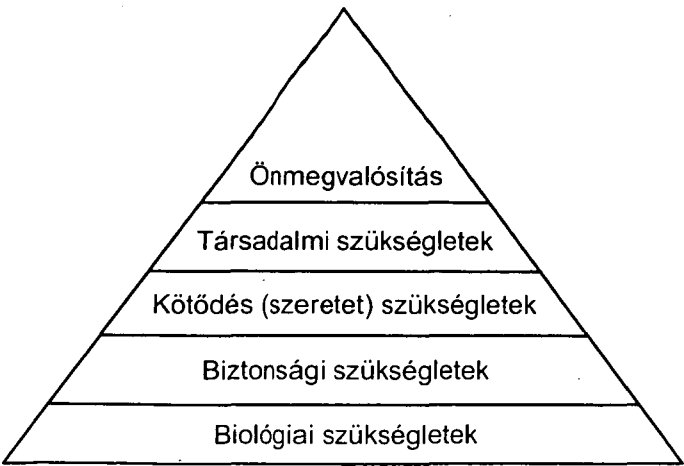 Önmegvalósítás
Társadalmi szükségletek
Kötődés (szeretet) szükségletek
Biztonsági szükségletek
Biológiai szükségletek